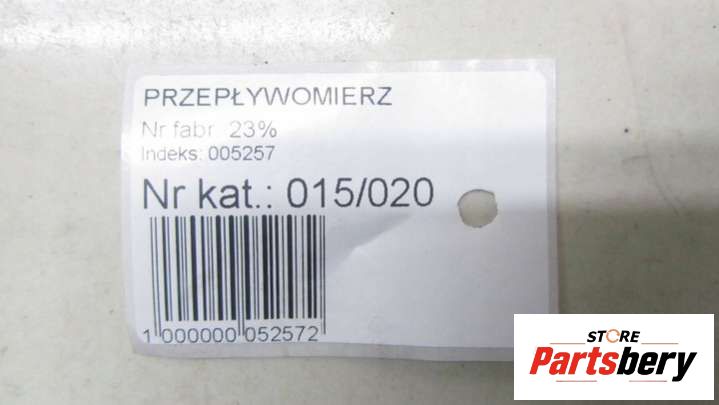 PRZEPŁYWOMIERZ
Nr fabr. 23%
Indeks: 005257
Nr kat.: 015/020
1 000000 052572
STORE
Partsbery